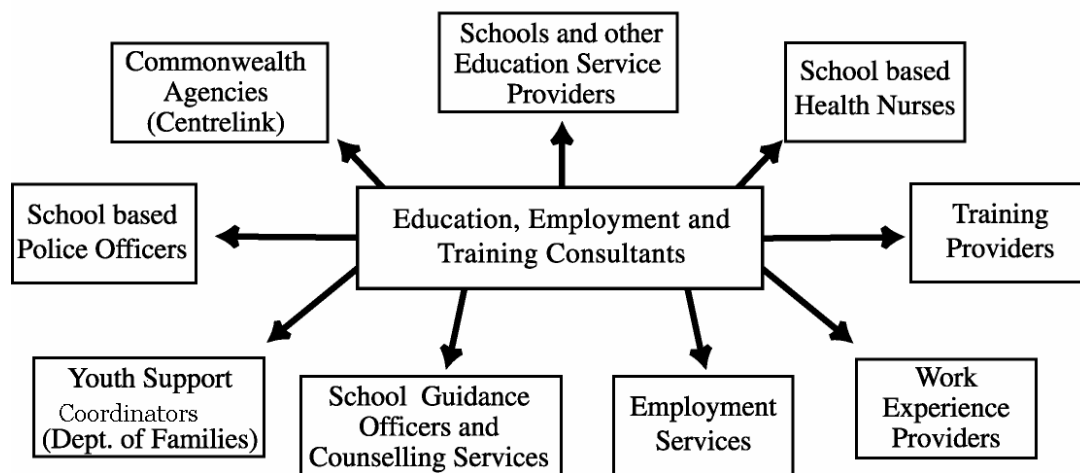 Commonwealth
Agencies
(Centrelink)
Schools and other
Education Service
Providers
School based
Health Nurses
School based
Police Officers
Education, Employment and
Training Consultants
Training
Providers
Youth Support
Coordinators
(Dept. of Families)
School Guidance
Officers and
Counselling Services
Employment
Services
Work
Experience
Providers